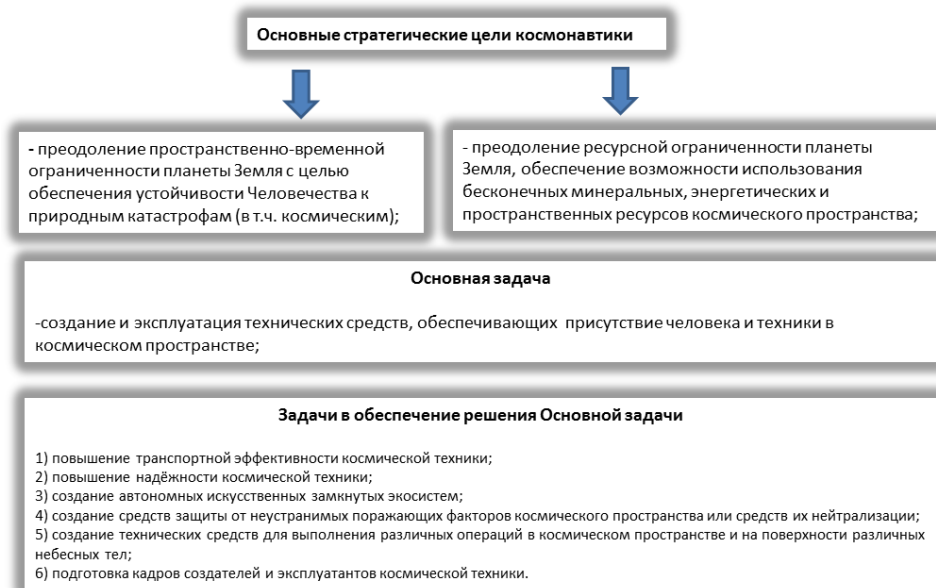 Основные стратегические цели космонавтики
- преодоление пространственно-временной
ограниченности планеты Земля с целью
обеспечения устойчивости Человечества к
природным катастрофам (в т.ч. космическим);
- преодоление ресурсной ограниченности планеты
Земля, обеспечение возможности использования
бесконечных минеральных, энергетических и
пространственных ресурсов космического пространства;
Основная задача
-создание и эксплуатация технических средств, обеспечивающих присутствие человека и техники в
космическом пространстве;
Задачи в обеспечение решения Основной задачи
1) повышение транспортной эффективности космической техники;
2) повышение надёжности космической техники;
3) создание автономных искусственных замкнутых экосистем;
4) создание средств защиты от неустранимых поражающих факторов космического пространства или средств их нейтрализации;
5) создание технических средств для выполнения различных операций в космическом пространстве и на поверхности различных
небесных тел;
6) подготовка кадров создателей и эксплуатантов космической техники.